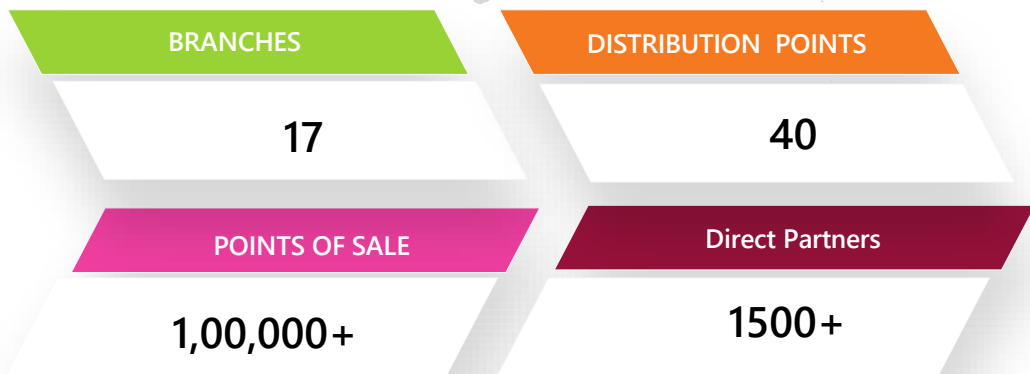 BRANCHES
17
DISTRIBUTION POINTS
40
POINTS OF SALE
1,00,000+
Direct Partners
1500+